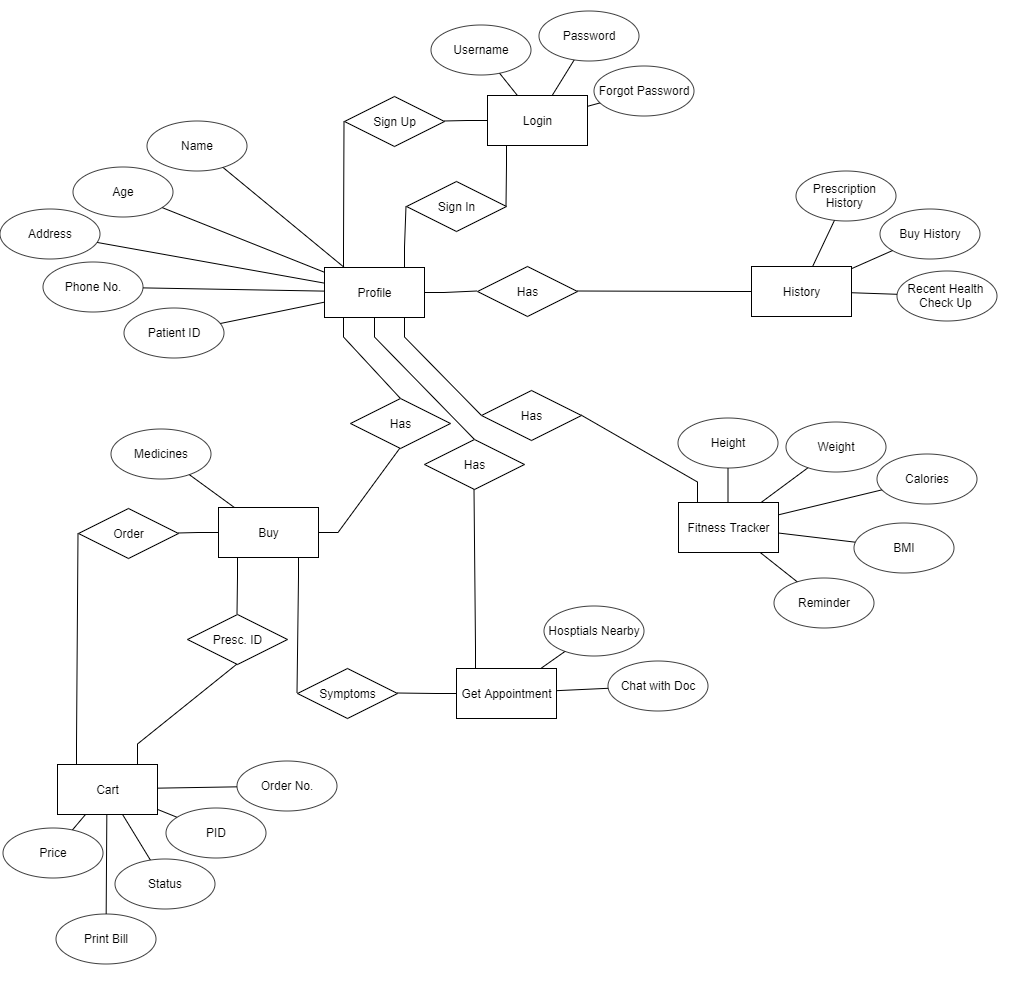 Password
Username
Forgot Password
Sign Up
Login
Name
Age
Sign In
Prescription
History
Address
Buy History
Phone No.
Profile
Has
History
Recent Health
Check Up
Patient ID
Has
Has
Height
Weight
Medicines
Has
Calories
Order
Buy
Fitness Tracker
BMI
Reminder
Presc. ID
Hosptials Nearby
Symptoms
Get Appointment
Chat with Doc
Cart
Order No.
PID
Price
Status
Print Bill